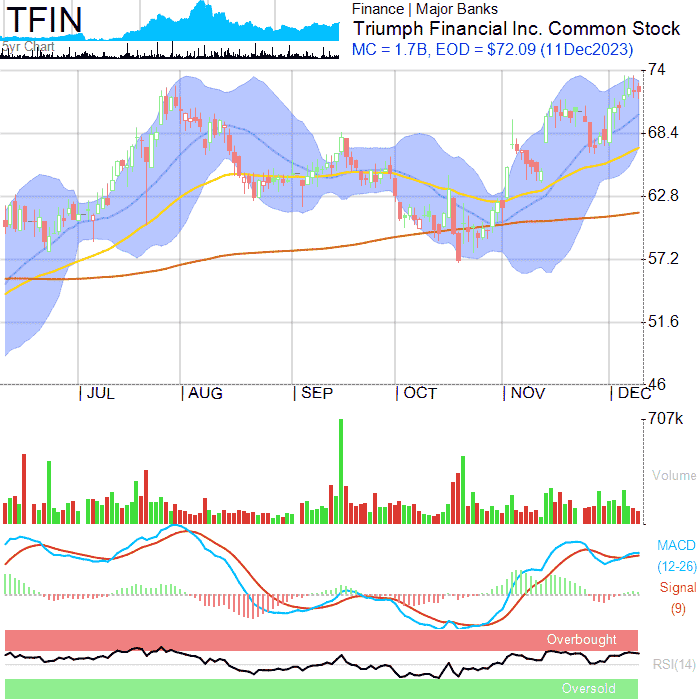 TFIN
5yr Chart
Finance | Major Banks
Triumph Financial Inc. Common Stock
MC = 1.7B, EOD = $72.09 (11Dec2023)
74
68.4
62.8
57.2
51.6
46
JUL AUG SEP OCT NOV DEC
707k
Volume
MACD
(12-26)
Signal
(9)
Overbought
RSI(14)
Oversold